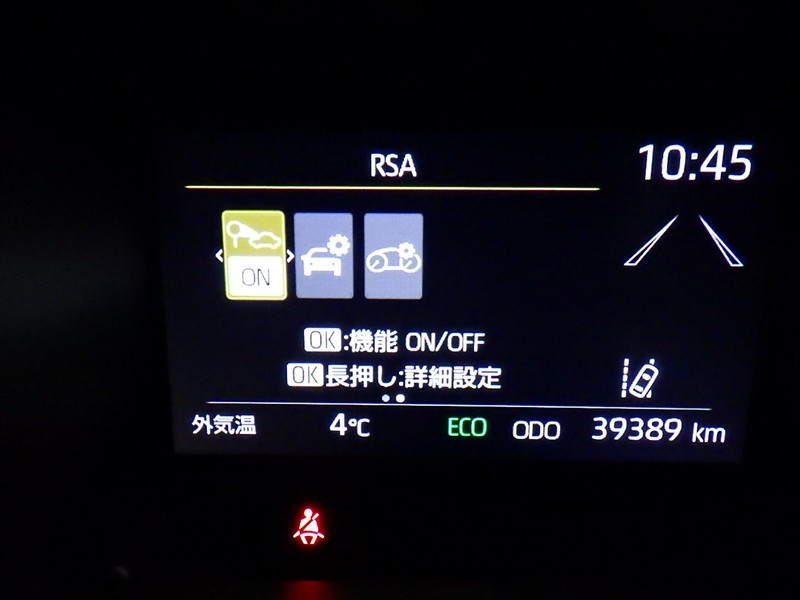 RSA
10:45
ON
OK:機能 ON/OFF
OK長押し:詳細設定
外気温 4℃ ECO ODO 39389 km